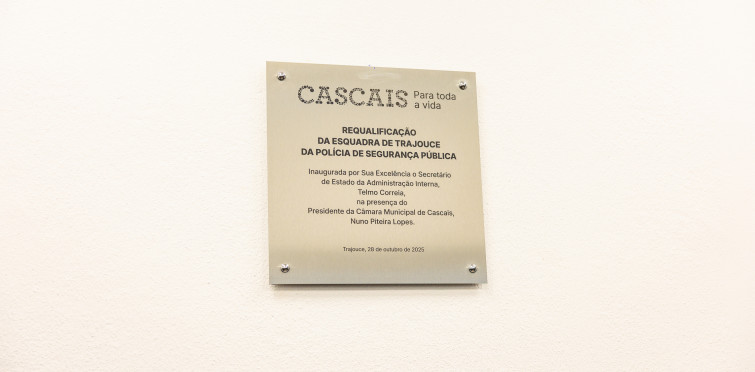 CASCAIS Para toda
a vida
REQUALIFICAÇÃO
DA ESQUADRA DE TRAJOUCE
DA POLÍCIA DE SEGURANÇA PÚBLICA
Inaugurada por Sua Excelência o Secretário
de Estado da Administração Interna,
Telmo Correia,
na presença do
Presidente da Câmara Municipal de Cascais,
Nuno Piteira Lopes.
Trajouce, 28 de outubro de 2025